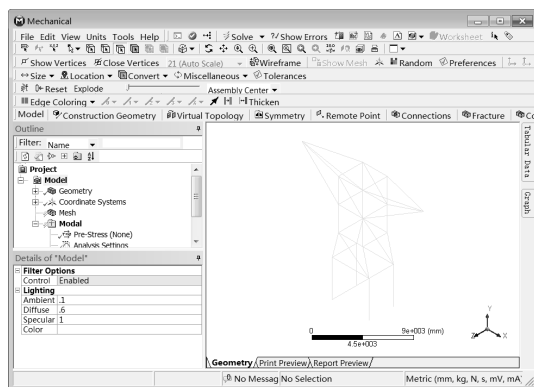 Mechanical
File Edit View Units Tools Help Solve ▾ ?/ Show Errors Worksheet
Show Vertices Close Vertices 21 (Auto Scale) Wireframe Show Mesh Random Preferences
Size ▾ Location ▾ Convert ▾ Miscellaneous ▾ Tolerances
Reset Explode Assembly Center ▾
Edge Coloring ▾ Thicken
Model Construction Geometry Virtual Topology Symmetry Remote Point Connections Fracture Co
Outline
Filter: Name
Project
Model
Geometry
Coordinate Systems
Mesh
Modal
Pre-Stress (None)
Analysis Settings
Details of "Model"
Filter Options
Control Enabled
Lighting
Ambient .1
Diffuse .6
Specular 1
Color
0 9e+003 (mm)
4.5e+003
Y
Z X
Tabular Data
Graph
Geometry Print Preview Report Preview
No Messag No Selection Metric (mm, kg, N, s, mV, mA)